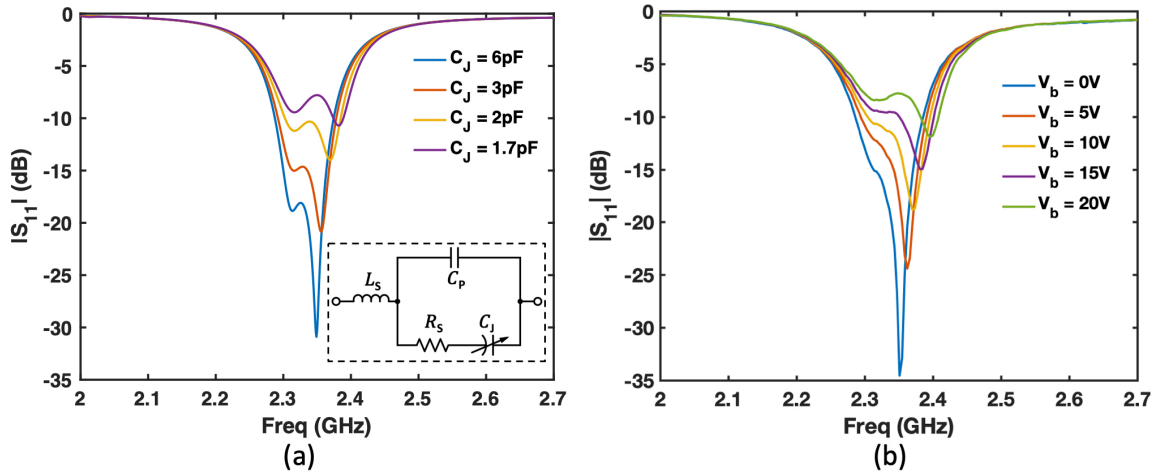 0
-5
-10
-15
-20
-25
-30
-35
|S11| (dB)
2 2.1 2.2 2.3 2.4 2.5 2.6 2.7
Freq (GHz)
CJ = 6pF
CJ = 3pF
CJ = 2pF
CJ = 1.7pF
CP
LS
RS CJ
(a)
0
-5
-10
-15
-20
-25
-30
-35
|S11| (dB)
2 2.1 2.2 2.3 2.4 2.5 2.6 2.7
Freq (GHz)
Vb = 0V
Vb = 5V
Vb = 10V
Vb = 15V
Vb = 20V
(b)